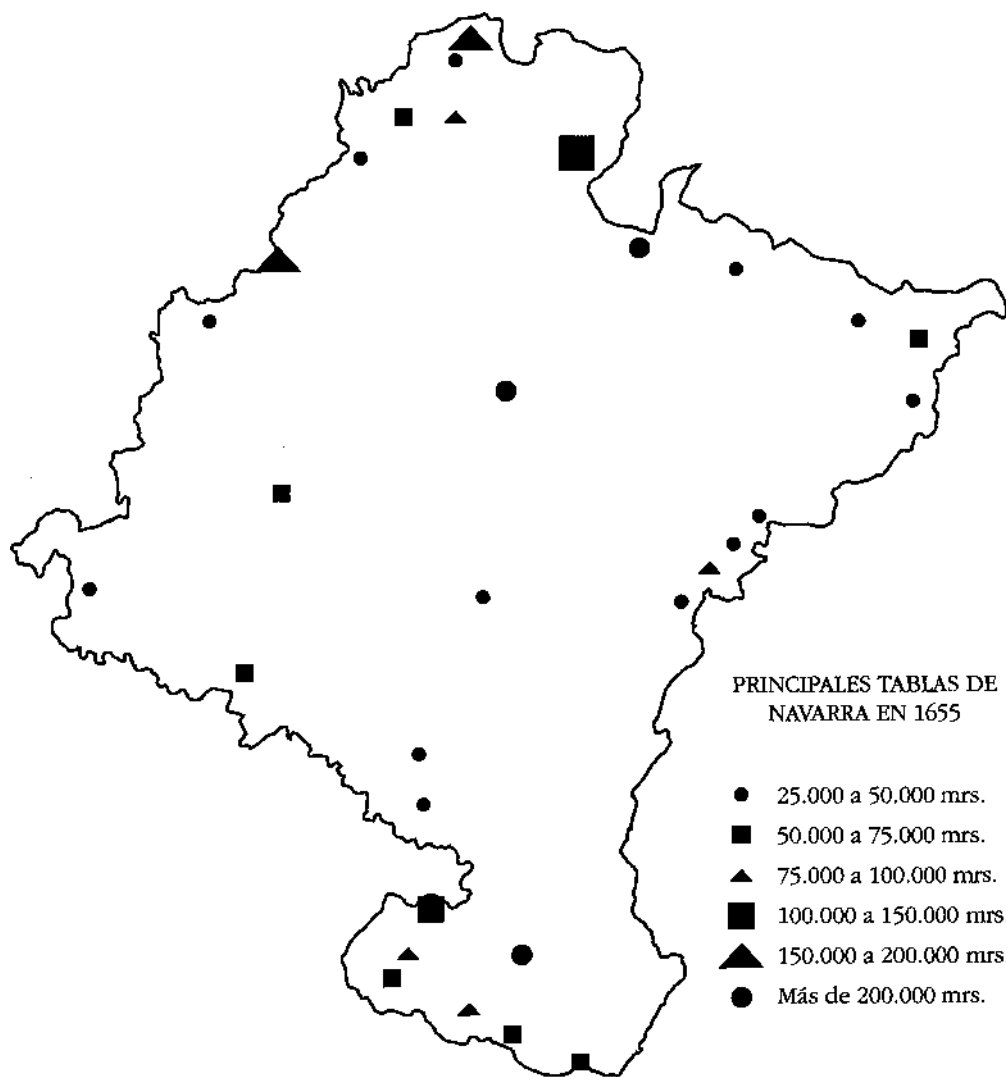 PRINCIPALES TABLAS DE
NAVARRA EN 1655
25.000 a 50.000 mrs.
50.000 a 75.000 mrs.
75.000 a 100.000 mrs.
100.000 a 150.000 mrs
150.000 a 200.000 mrs
Más de 200.000 mrs.